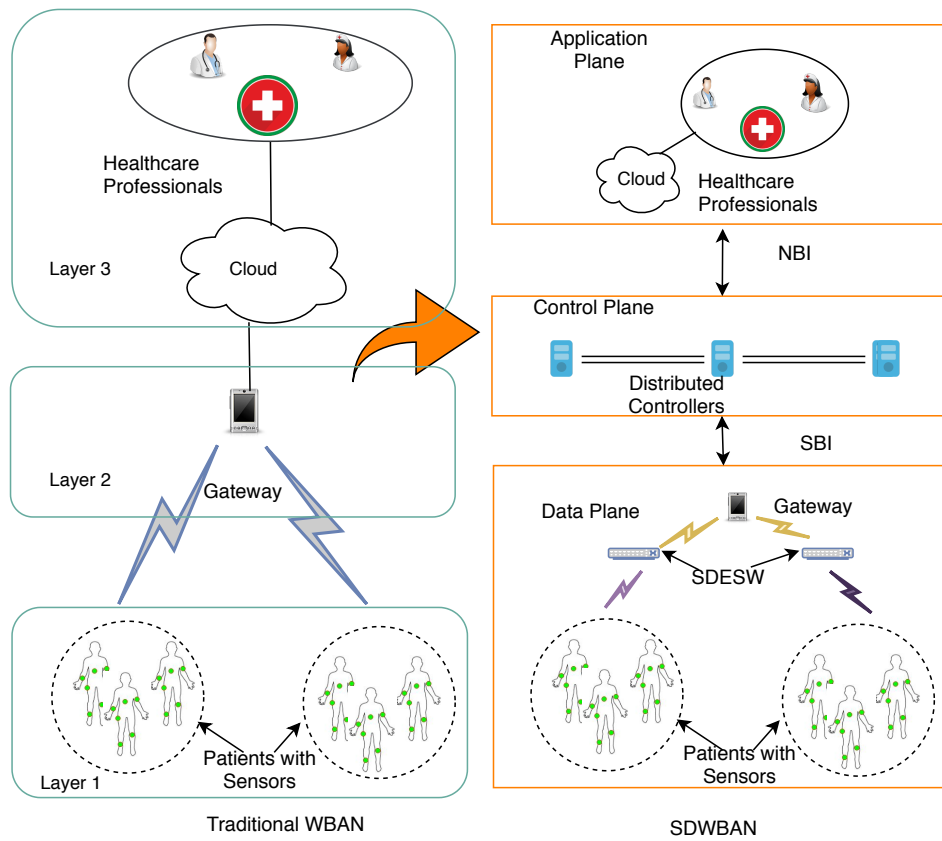 Healthcare
Professionals
Layer 3
Cloud
Layer 2
Gateway
Patients with
Sensors
Layer 1
Traditional WBAN
Application
Plane
Cloud
Healthcare
Professionals
NBI
Control Plane
Distributed
Controllers
SBI
Data Plane
Gateway
SDESW
Patients with
Sensors
SDWBAN